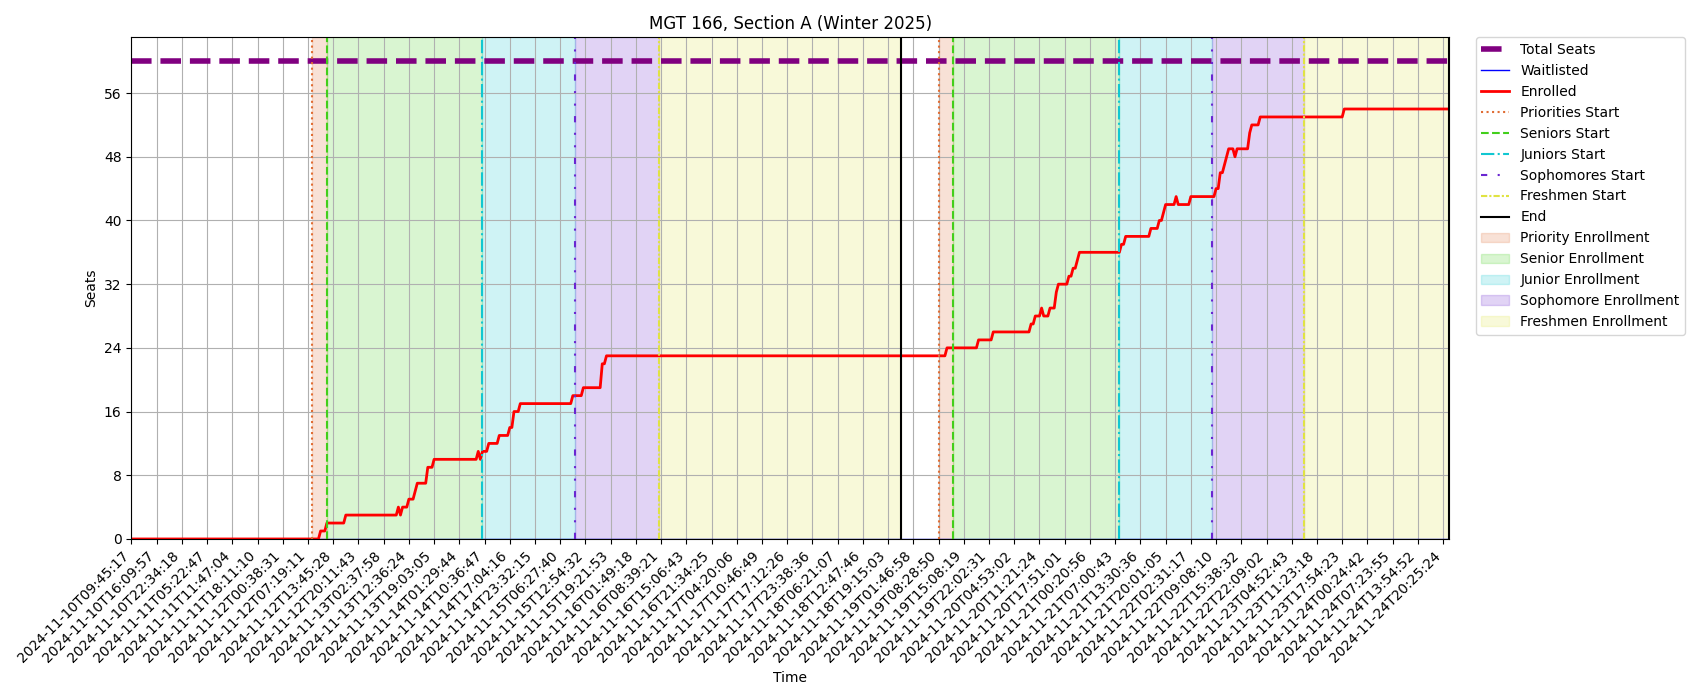 MGT 166, Section A (Winter 2025)
Seats
56
48
40
32
24
16
8
0
2024-11-10T09:45:17
2024-11-10T16:09:57
2024-11-10T22:34:18
2024-11-11T05:22:47
2024-11-11T11:47:04
2024-11-11T18:11:10
2024-11-12T00:38:31
2024-11-12T07:19:11
2024-11-12T13:45:28
2024-11-12T20:11:43
2024-11-13T02:37:58
2024-11-13T12:36:24
2024-11-13T19:03:05
2024-11-14T01:29:44
2024-11-14T10:36:47
2024-11-14T17:04:16
2024-11-14T23:32:15
2024-11-15T06:27:40
2024-11-15T12:54:32
2024-11-15T19:21:53
2024-11-16T01:49:18
2024-11-16T08:39:21
2024-11-16T15:06:43
2024-11-16T21:34:25
2024-11-17T04:20:06
2024-11-17T10:46:49
2024-11-17T17:12:26
2024-11-17T23:38:36
2024-11-18T06:21:07
2024-11-18T12:47:46
2024-11-18T19:15:03
2024-11-19T01:46:58
2024-11-19T08:28:50
2024-11-19T15:08:19
2024-11-19T22:02:31
2024-11-20T04:53:02
2024-11-20T11:21:24
2024-11-20T17:51:01
2024-11-21T00:20:56
2024-11-21T07:00:43
2024-11-21T13:30:36
2024-11-21T20:01:05
2024-11-22T02:31:17
2024-11-22T09:08:10
2024-11-22T15:38:32
2024-11-22T22:09:02
2024-11-23T04:52:43
2024-11-23T11:23:18
2024-11-23T17:54:23
2024-11-24T00:24:42
2024-11-24T07:23:55
2024-11-24T13:54:52
2024-11-24T20:25:24
Time
Total Seats
Waitlisted
Enrolled
Priorities Start
Seniors Start
Juniors Start
Sophomores Start
Freshmen Start
End
Priority Enrollment
Senior Enrollment
Junior Enrollment
Sophomore Enrollment
Freshmen Enrollment